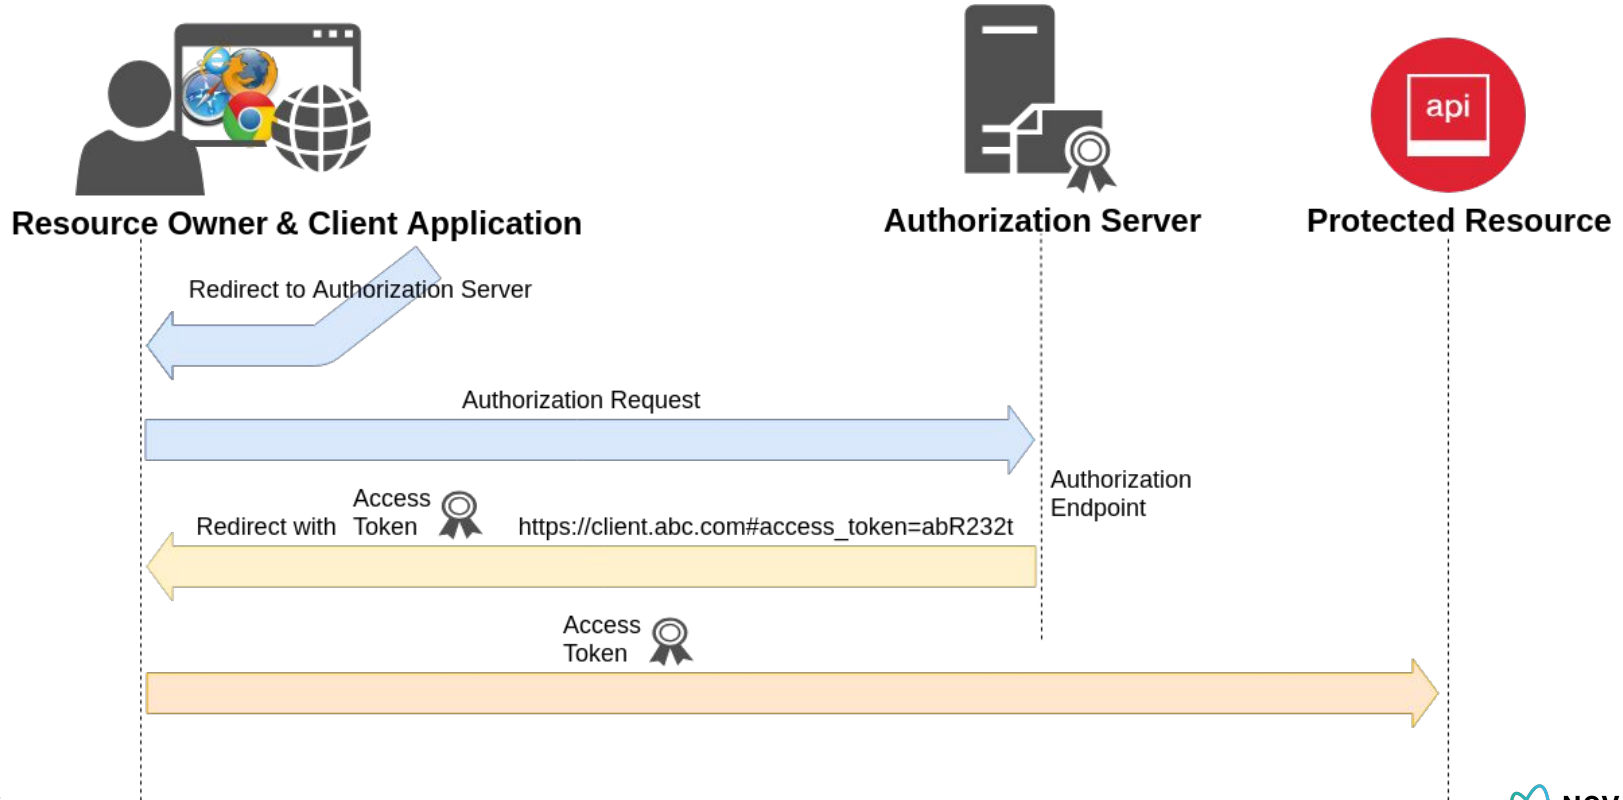 api
Resource Owner & Client Application
Authorization Server
Protected Resource
Redirect to Authorization Server
Authorization Request
Authorization
Endpoint
Redirect with
Access
Token
https://client.abc.com#access_token=abR232t
Access
Token